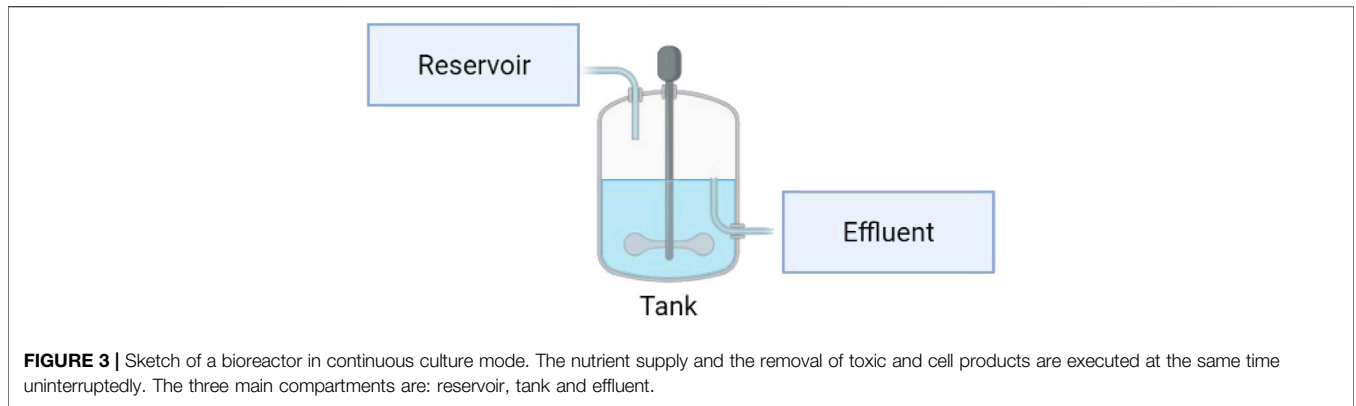 Reservoir
Effluent
Tank
FIGURE 3 | Sketch of a bioreactor in continuous culture mode. The nutrient supply and the removal of toxic and cell products are executed at the same time
uninterruptedly. The three main compartments are: reservoir, tank and effluent.